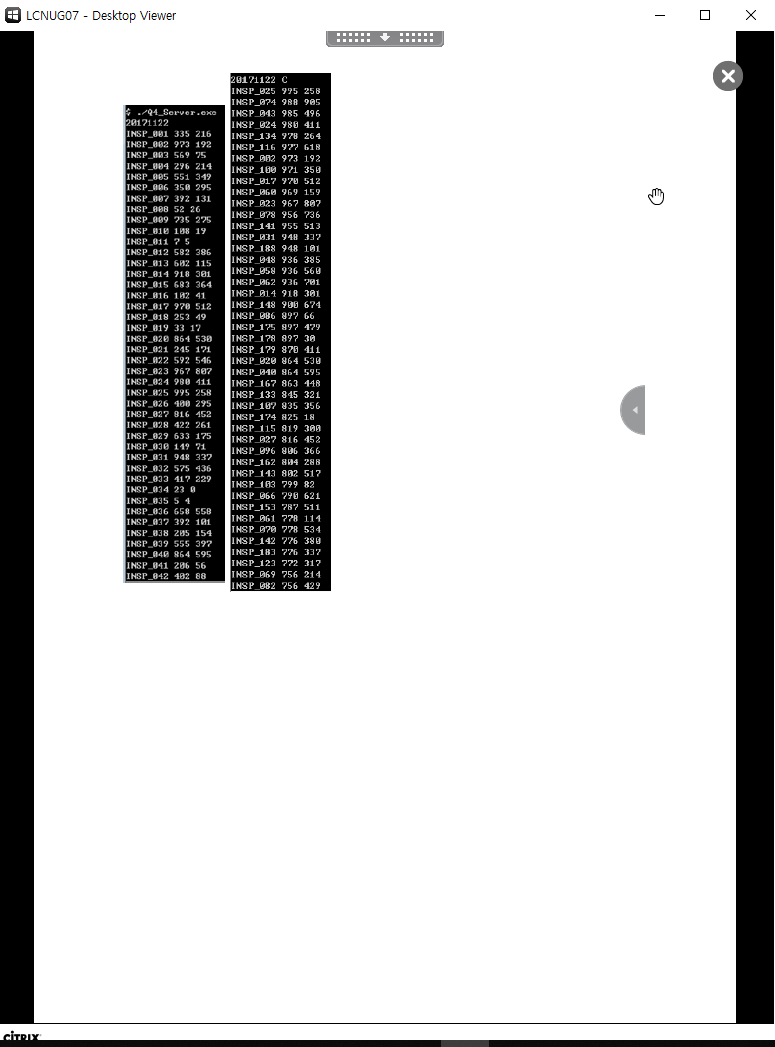 LCNUG07 - Desktop Viewer
$ ./Q4_Server.exe
20171122
INSP_001 335 216
INSP_002 973 192
INSP_003 569 75
INSP_004 296 214
INSP_005 551 349
INSP_006 350 295
INSP_007 392 131
INSP_008 52 26
INSP_009 735 275
INSP_010 108 19
INSP_011 7 5
INSP_012 582 386
INSP_013 602 115
INSP_014 918 301
INSP_015 683 364
INSP_016 102 41
INSP_017 970 512
INSP_018 253 49
INSP_019 33 17
INSP_020 864 530
INSP_021 245 171
INSP_022 592 546
INSP_023 967 807
INSP_024 980 411
INSP_025 995 258
INSP_026 400 295
INSP_027 816 452
INSP_028 422 261
INSP_029 633 175
INSP_030 149 71
INSP_031 948 337
INSP_032 575 436
INSP_033 417 229
INSP_034 23 0
INSP_035 5 4
INSP_036 658 558
INSP_037 392 101
INSP_038 205 154
INSP_039 555 397
INSP_040 864 595
INSP_041 206 56
INSP_042 402 88
20171122 C
INSP_025 995 258
INSP_074 988 905
INSP_043 985 496
INSP_024 980 411
INSP_134 978 264
INSP_116 977 618
INSP_002 973 192
INSP_100 971 350
INSP_017 970 512
INSP_060 969 159
INSP_023 967 807
INSP_078 956 736
INSP_141 955 513
INSP_031 948 337
INSP_188 948 101
INSP_048 936 385
INSP_058 936 560
INSP_062 936 701
INSP_014 918 301
INSP_148 900 674
INSP_086 897 66
INSP_175 897 479
INSP_178 897 30
INSP_179 870 411
INSP_020 864 530
INSP_040 864 595
INSP_167 863 448
INSP_133 845 321
INSP_107 835 356
INSP_174 825 18
INSP_115 819 300
INSP_027 816 452
INSP_096 806 366
INSP_162 804 288
INSP_143 802 517
INSP_103 799 82
INSP_066 790 621
INSP_153 787 511
INSP_061 778 114
INSP_070 778 534
INSP_142 776 380
INSP_183 776 337
INSP_123 772 317
INSP_069 756 214
INSP_082 756 429
CITRIX